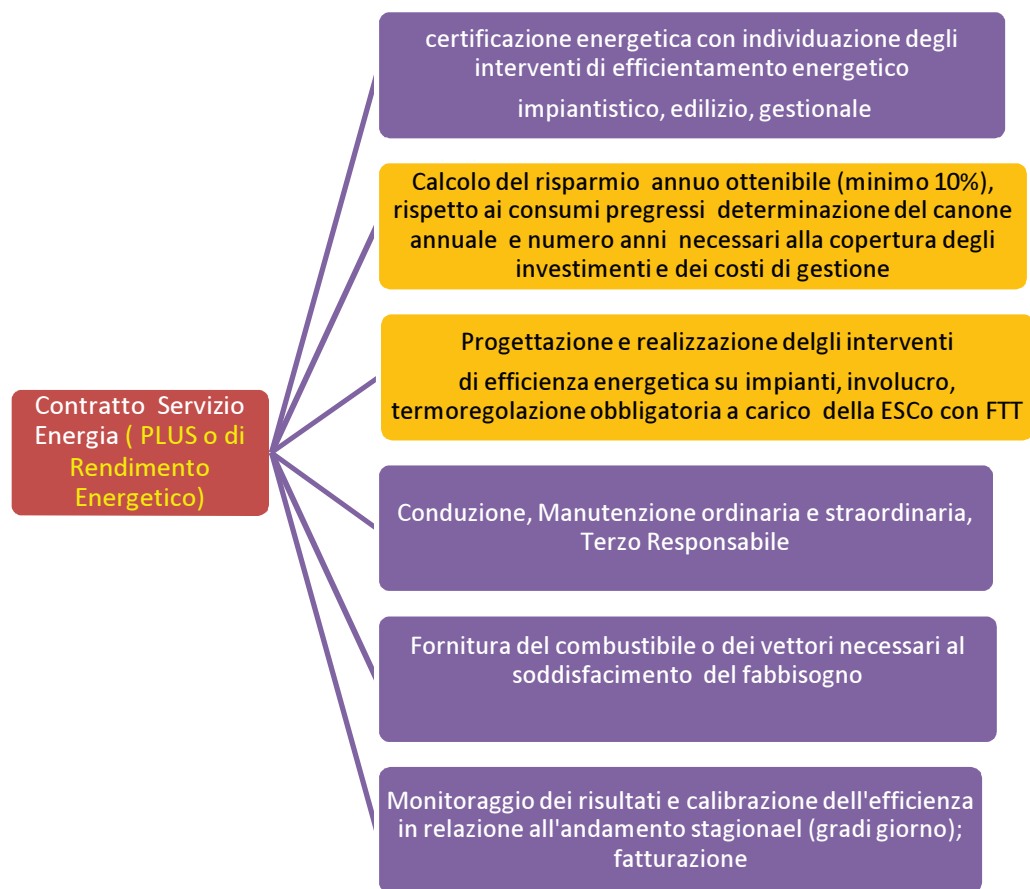 certificazione energetica con individuazione degli
interventi di efficientamento energetico
impiantistico, edilizio, gestionale
Calcolo del risparmio annuo ottenibile (minimo 10%),
rispetto ai consumi pregressi determinazione del canone
annuale e numero anni necessari alla copertura degli
investimenti e dei costi di gestione
Progettazione e realizzazione delgli interventi
di efficienza energetica su impianti, involucro,
termoregolazione obbligatoria a carico della ESCo con FTT
Contratto Servizio
Energia ( PLUS o di
Rendimento
Energetico)
Conduzione, Manutenzione ordinaria e straordinaria,
Terzo Responsabile
Fornitura del combustibile o dei vettori necessari al
soddisfacimento del fabbisogno
Monitoraggio dei risultati e calibrazione dell'efficienza
in relazione all'andamento stagionael (gradi giorno);
fatturazione